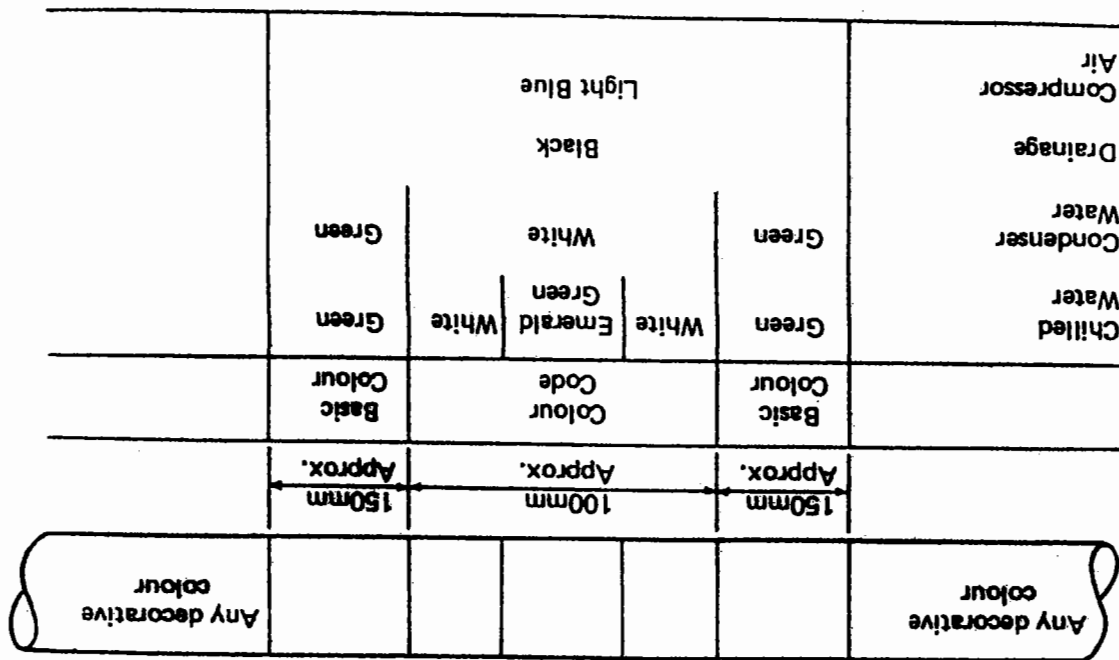 Any decorative
colour
Any decorative
colour
150mm
Approx.
100mm
Approx.
150mm
Approx.
Basic
Colour
Colour
Code
Basic
Colour
Chilled
Water
Green
White
Emerald
Green
White
Green
Condenser
Water
Green
White
Green
Drainage
Black
Compressor
Air
Light Blue